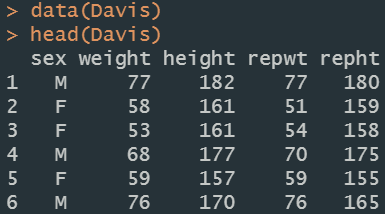 > data(Davis)
> head(Davis)
sex weight height repwt repht
1 M 77 182 77 180
2 F 58 161 51 159
3 F 53 161 54 158
4 M 68 177 70 175
5 F 59 157 59 155
6 M 76 170 76 165